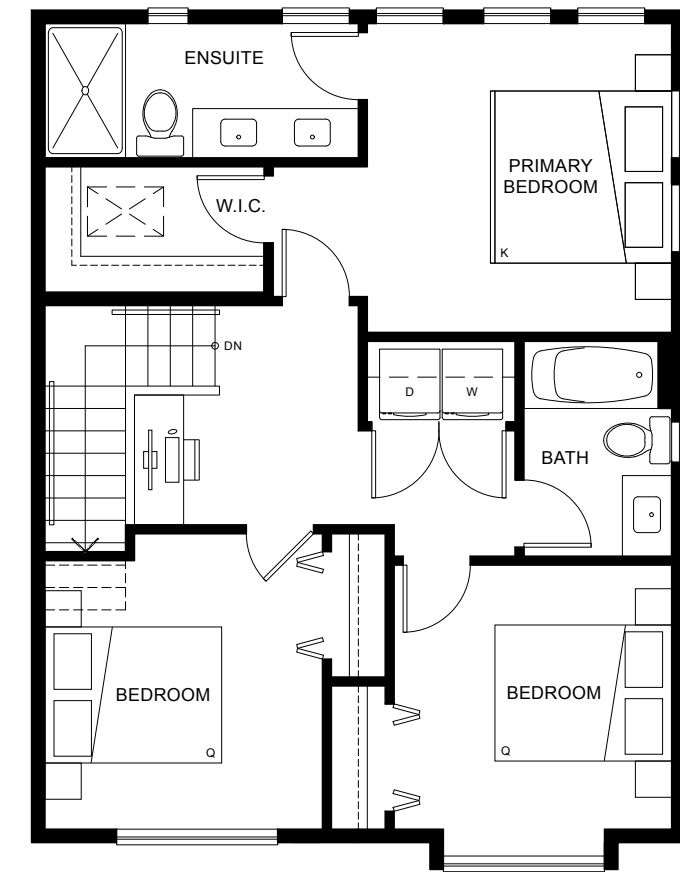 ENSUITE
PRIMARY
BEDROOM
W.I.C.
K
DN
D
W
BATH
BEDROOM
BEDROOM
Q
Q